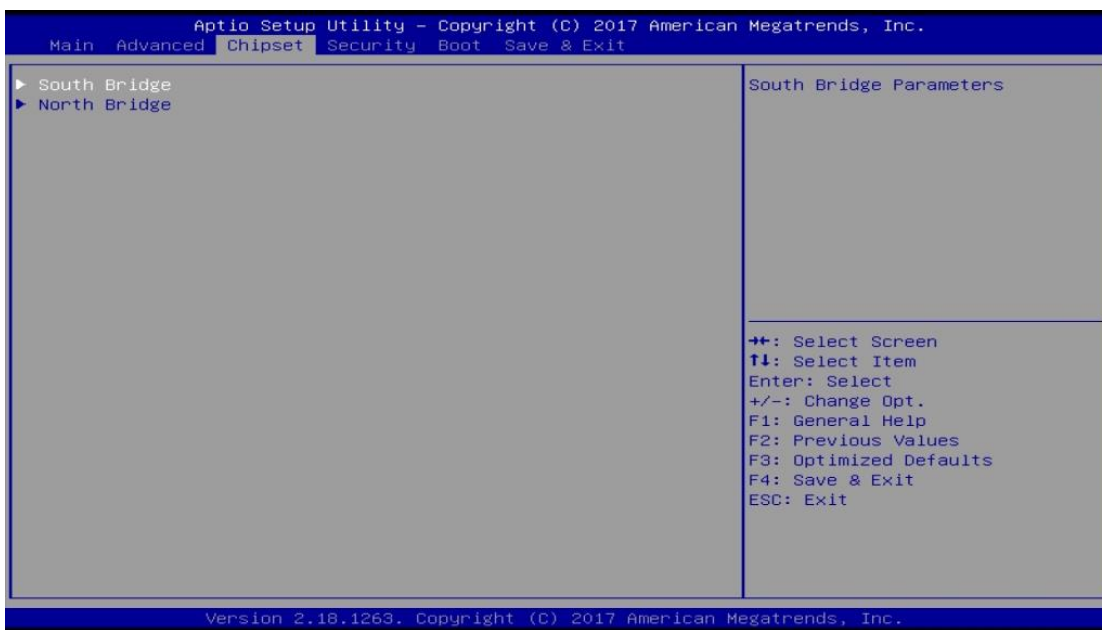 Aptio Setup Utility – Copyright (C) 2017 American Megatrends, Inc.
Main Advanced Chipset Security Boot Save & Exit
► South Bridge
► North Bridge
South Bridge Parameters
→←: Select Screen
↑↓: Select Item
Enter: Select
+/-: Change Opt.
F1: General Help
F2: Previous Values
F3: Optimized Defaults
F4: Save & Exit
ESC: Exit
Version 2.18.1263. Copyright (C) 2017 American Megatrends, Inc.